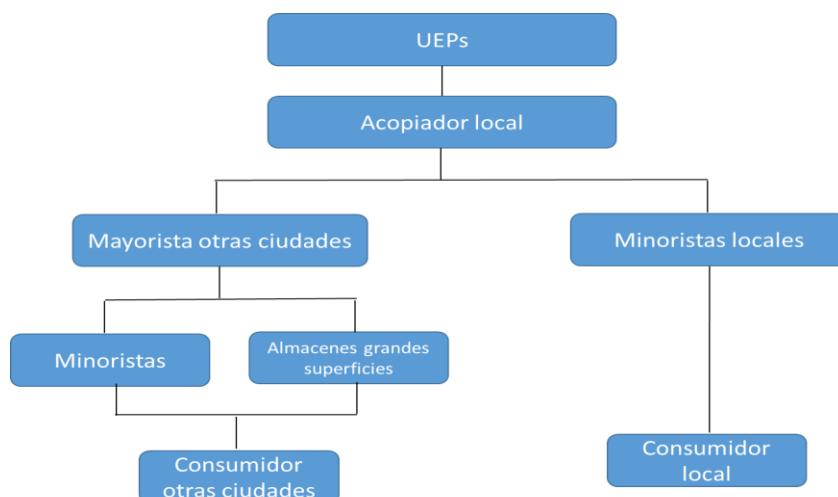 UEPs
Acopiador local
Mayorista otras ciudades
Minoristas locales
Minoristas
Almacenes grandes
superficies
Consumidor
otras ciudades
Consumidor
local